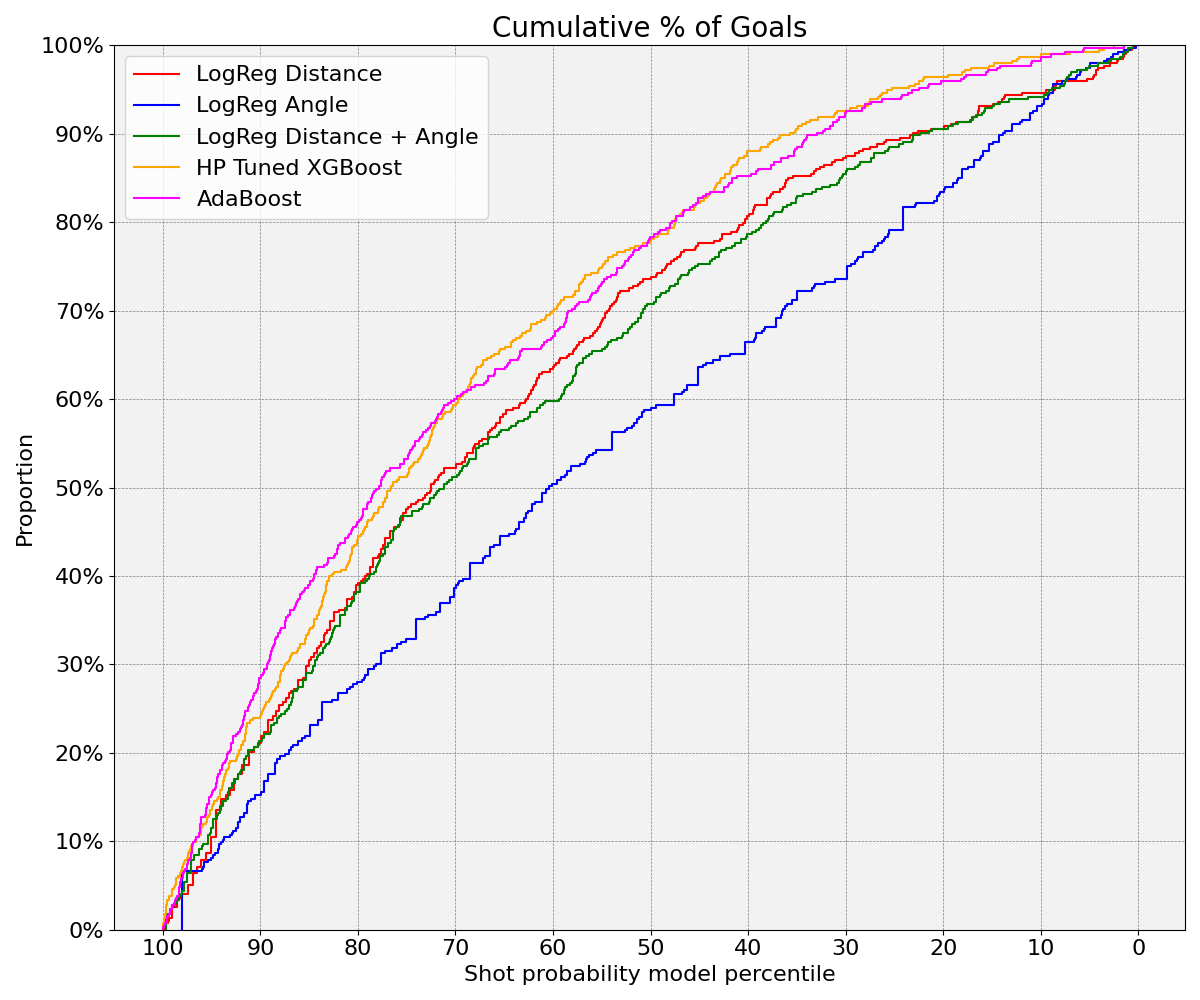 Cumulative % of Goals
100%
90%
80%
70%
60%
50%
40%
30%
20%
10%
0%
Proportion
LogReg Distance
LogReg Angle
LogReg Distance + Angle
HP Tuned XGBoost
AdaBoost
100 90 80 70 60 50 40 30 20 10 0
Shot probability model percentile